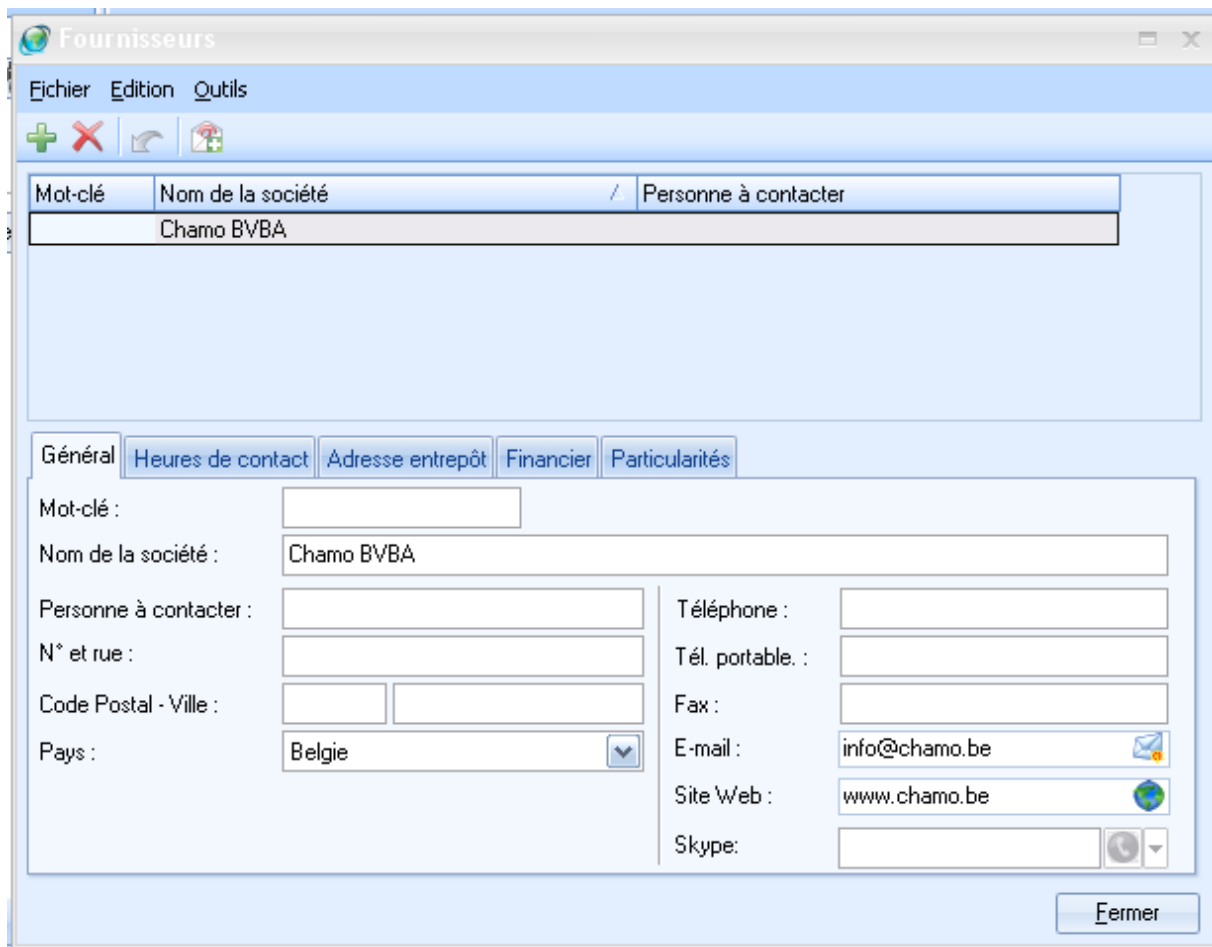 Fournisseurs
Fichier Edition Outils
Mot-clé Nom de la société Personne à contacter
Chamo BVBA
Général Heures de contact Adresse entrepôt Financier Particularités
Mot-clé :
Nom de la société : Chamo BVBA
Personne à contacter : Téléphone :
N° et rue : Tél. portable. :
Code Postal - Ville : Fax :
Pays : Belgie E-mail : info@chamo.be
Site Web : www.chamo.be
Skype:
Fermer